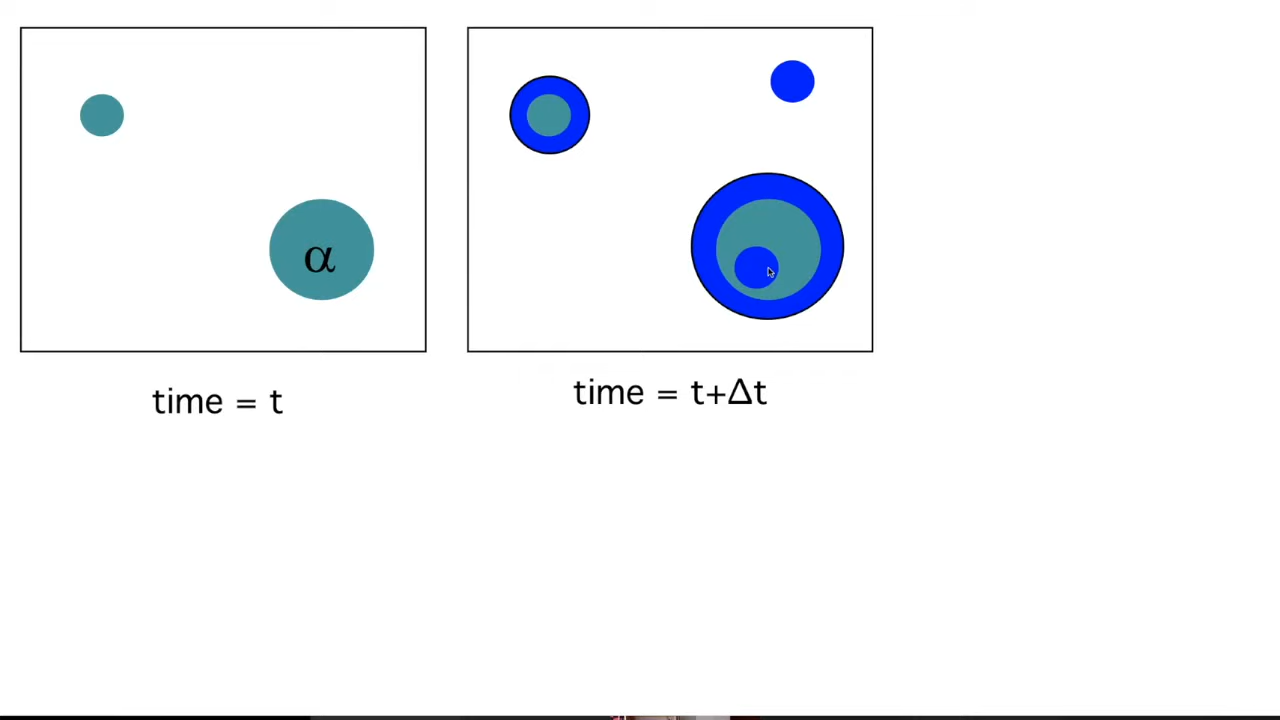 α
time = t
time = t+Δt